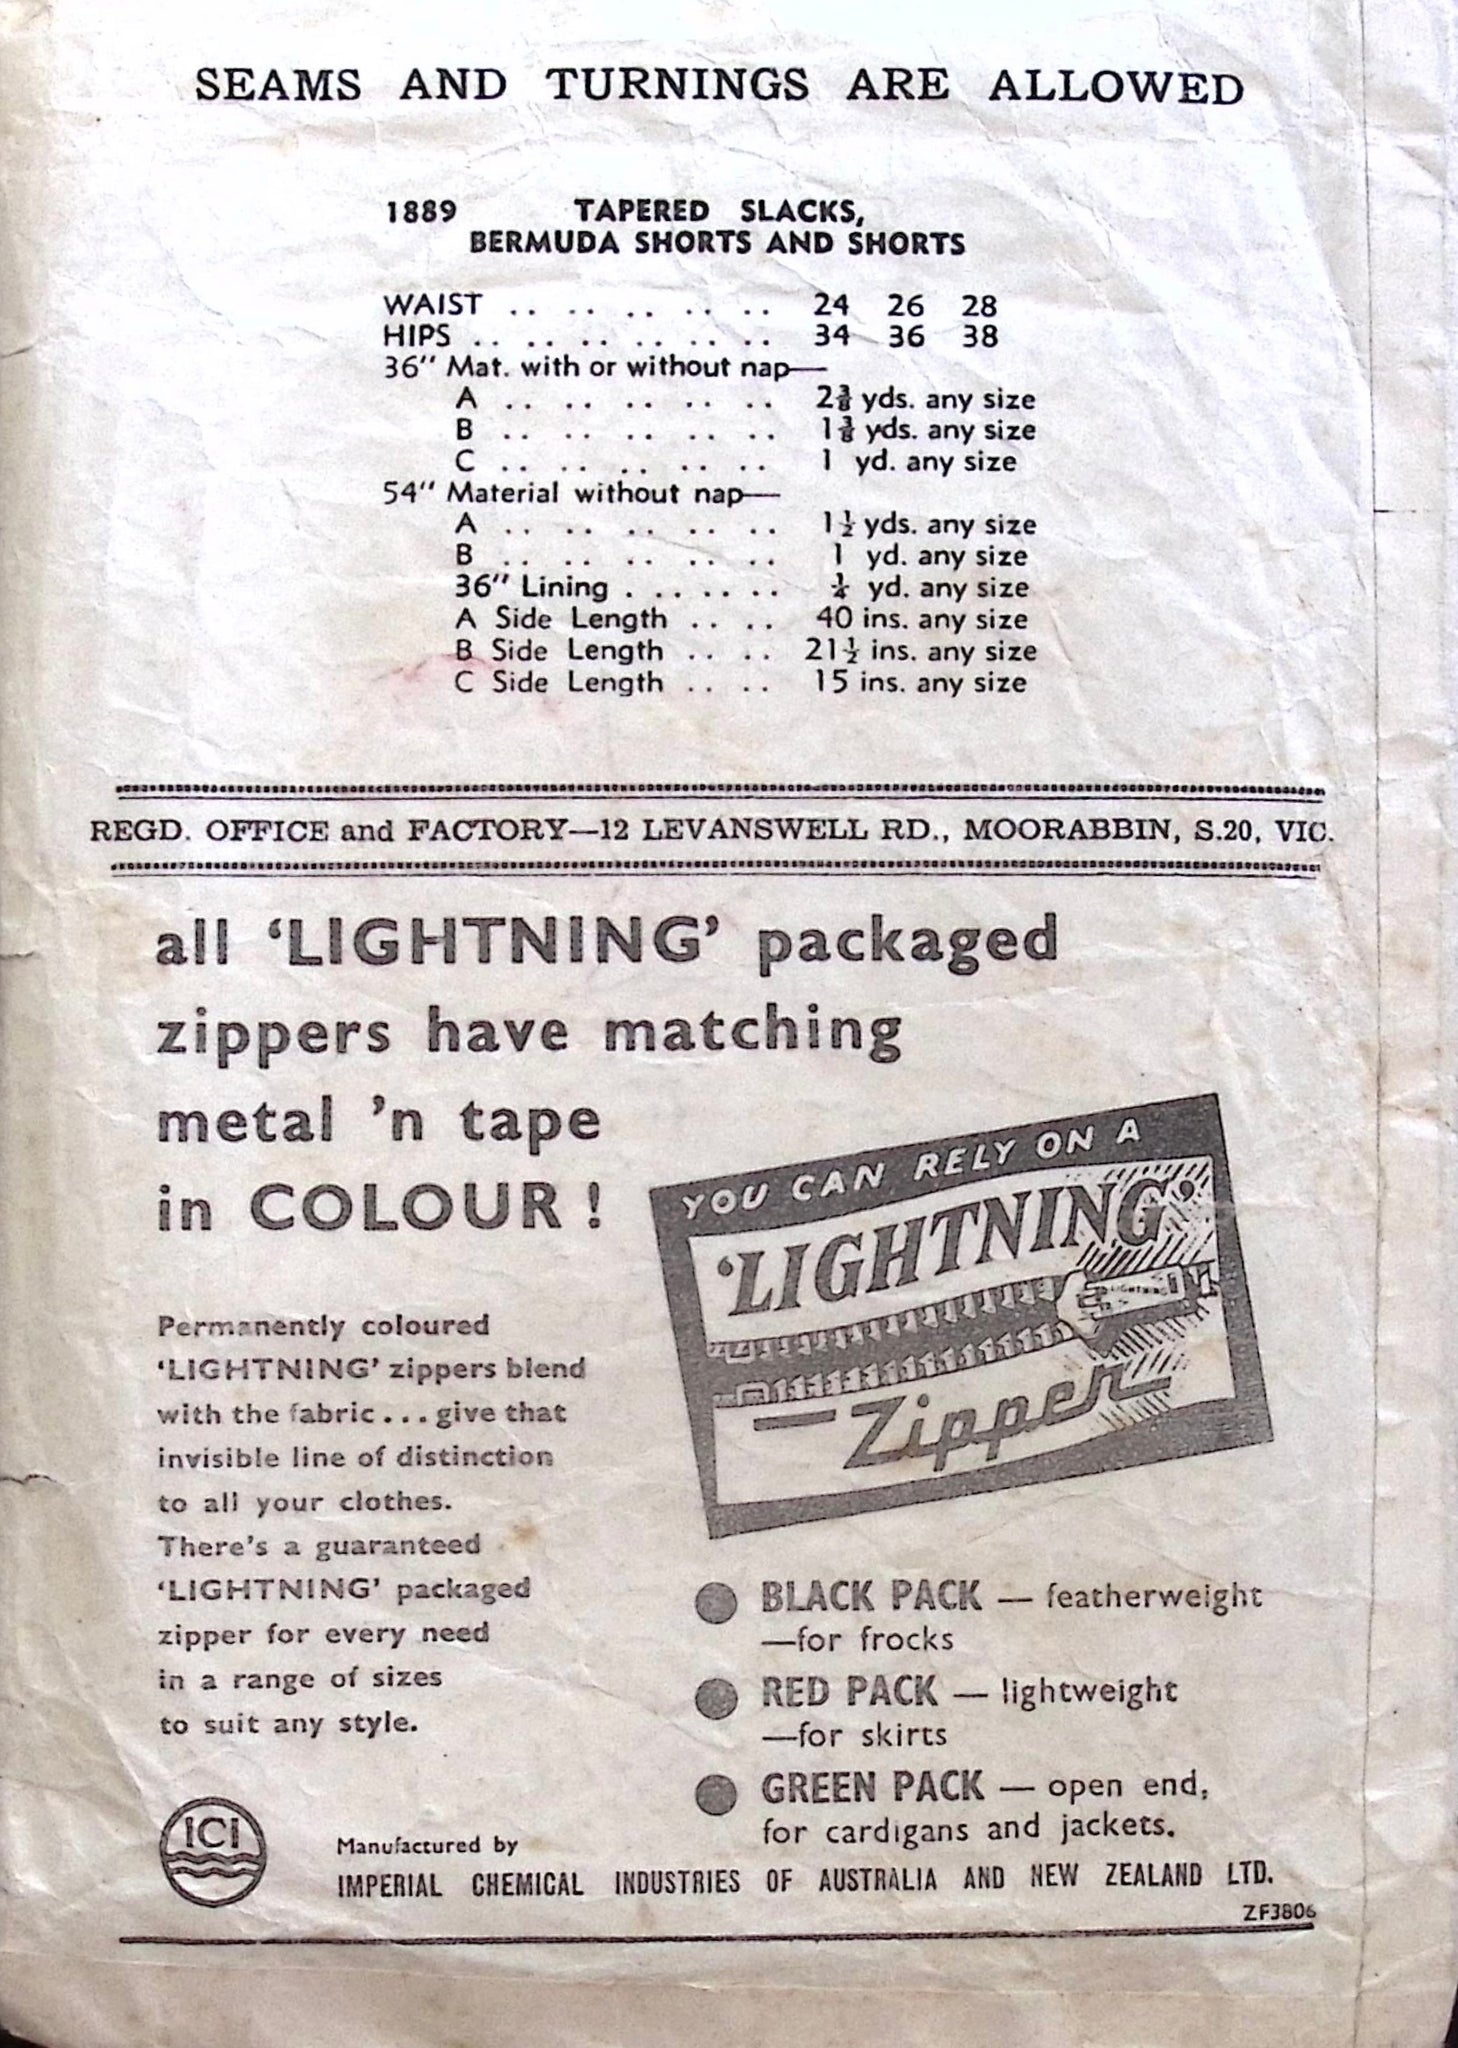 SEAMS AND TURNINGS ARE ALLOWED
1889 TAPERED SLACKS,
BERMUDA SHORTS AND SHORTS
WAIST .. .. .. .. .. 24 26 28
HIPS .. .. .. .. .. .. 34 36 38
36" Mat. with or without nap—
A .. .. .. .. .. 2⅜ yds. any size
B .. .. .. .. .. 1⅜ yds. any size
C .. .. .. .. .. 1 yd. any size
54" Material without nap—
A .. .. .. .. .. 1½ yds. any size
B .. .. .. .. .. 1 yd. any size
36" Lining . .. .. .. ¼ yd. any size
A Side Length .. .. 40 ins. any size
B Side Length .. .. 21½ ins. any size
C Side Length .. .. 15 ins. any size
REGD. OFFICE and FACTORY—12 LEVANSWELL RD., MOORABBIN, S.20, VIC.
all ‘LIGHTNING’ packaged
zippers have matching
metal ’n tape
in COLOUR !
YOU CAN RELY ON A
‘LIGHTNING’
LIGHTNING
Zipper
Permanently coloured
‘LIGHTNING’ zippers blend
with the fabric...give that
invisible line of distinction
to all your clothes.
There’s a guaranteed
‘LIGHTNING’ packaged
zipper for every need
in a range of sizes
to suit any style.
BLACK PACK — featherweight
—for frocks
RED PACK — lightweight
—for skirts
GREEN PACK — open end,
for cardigans and jackets.
ICI
Manufactured by
IMPERIAL CHEMICAL INDUSTRIES OF AUSTRALIA AND NEW ZEALAND LTD.
ZF3806